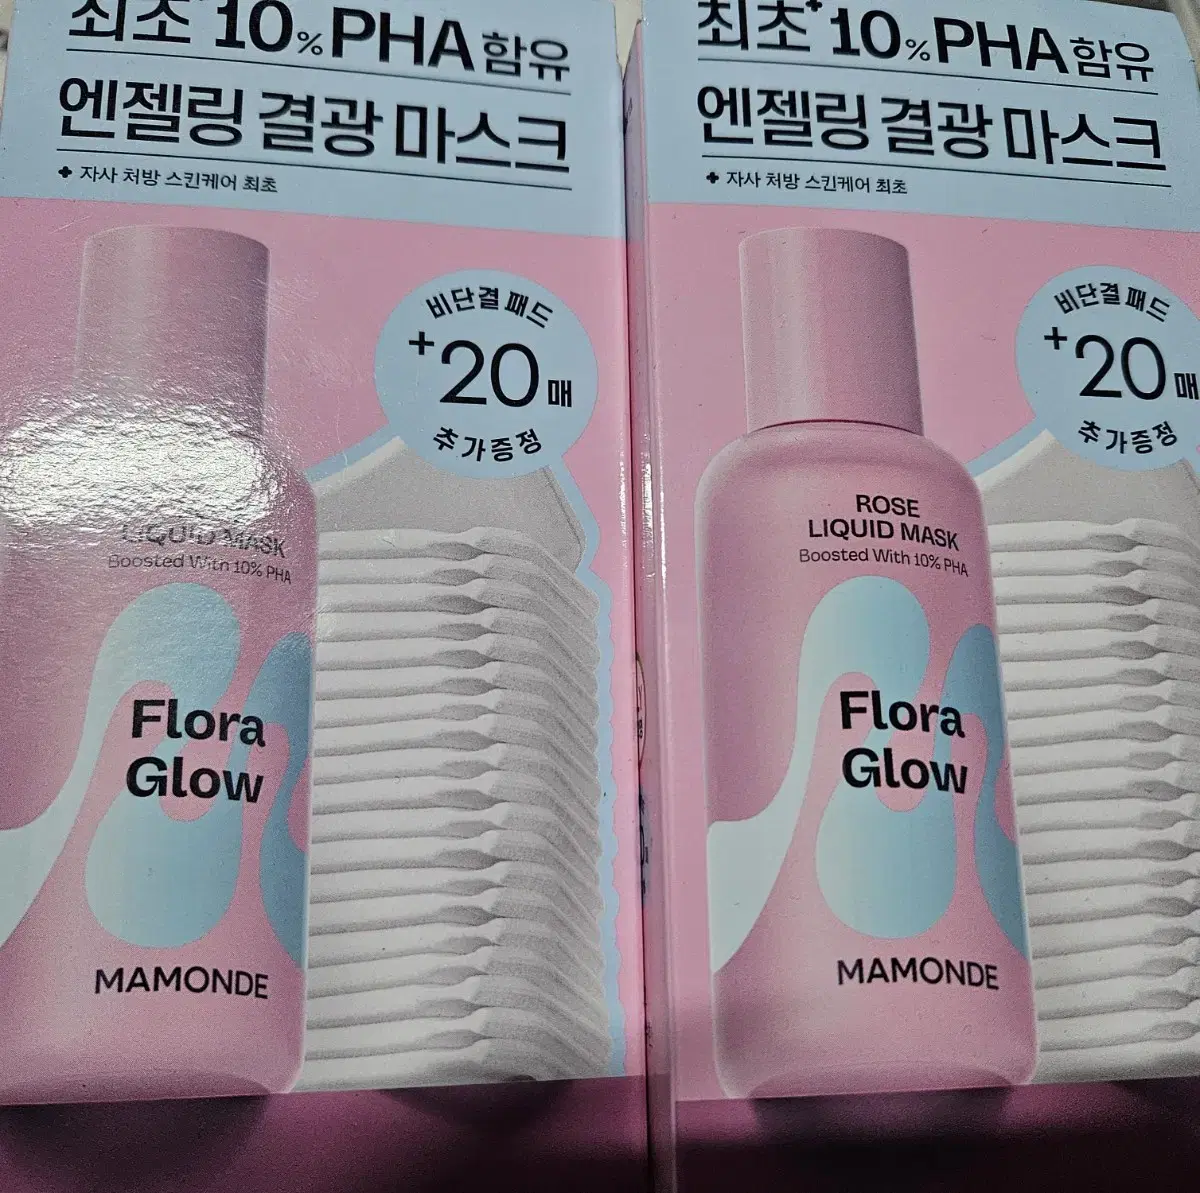 최초+ 10% PHA 함유
엔젤링 결광 마스크
+ 자사 처방 스킨케어 최초
비단결 패드
+20매
추가증정
LIQUID MASK
Boosted With 10% PHA
Flora
Glow
MAMONDE
최초+ 10% PHA 함유
엔젤링 결광 마스크
+ 자사 처방 스킨케어 최초
비단결 패드
+20매
추가증정
ROSE
LIQUID MASK
Boosted With 10% PHA
Flora
Glow
MAMONDE